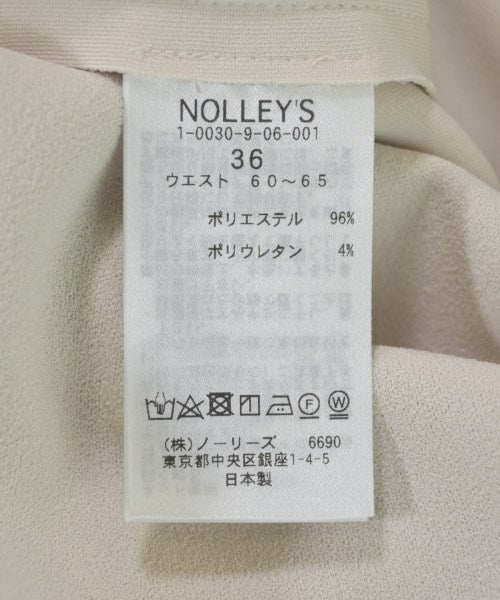 NOLLEY'S
1-0030-9-06-001
36
ウエスト 60～65
ポリエステル 96%
ポリウレタン 4%
F W
(株)ノーリーズ 6690
東京都中央区銀座1-4-5
日本製